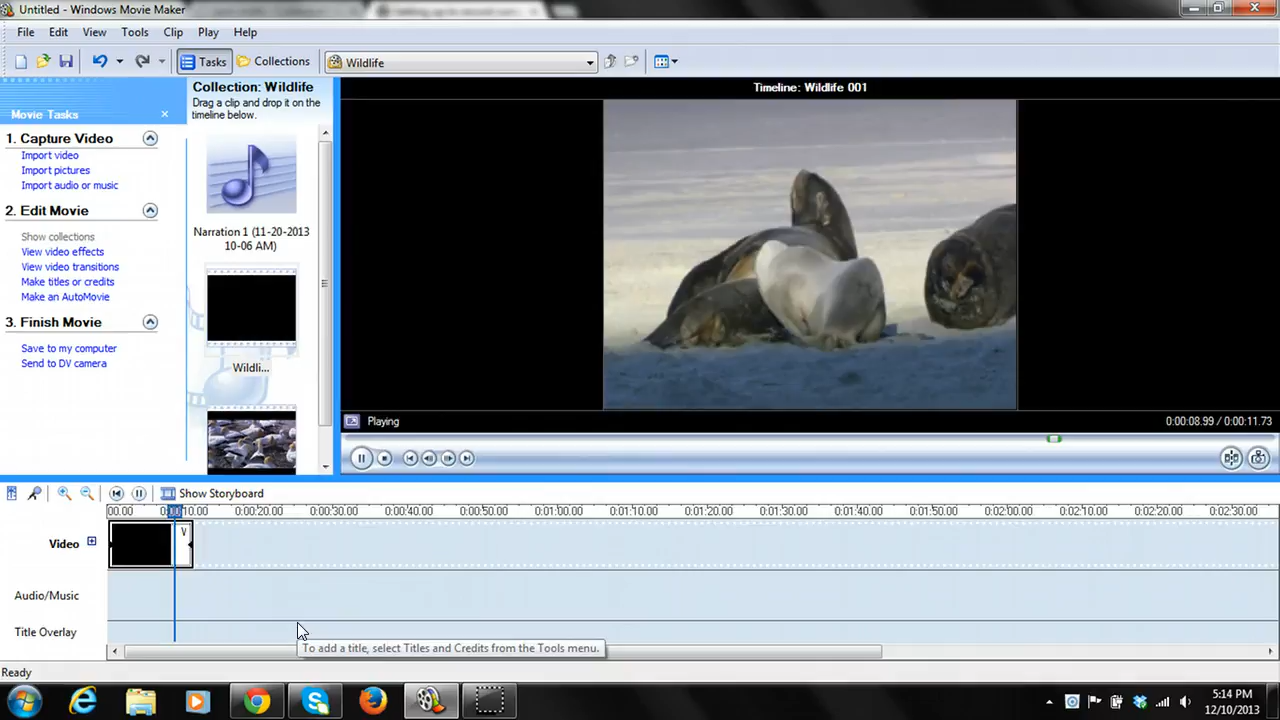 Untitled - Windows Movie Maker
File Edit View Tools Clip Play Help
Tasks Collections Wildlife
Movie Tasks
1. Capture Video
Import video
Import pictures
Import audio or music
2. Edit Movie
Show collections
View video effects
View video transitions
Make titles or credits
Make an AutoMovie
3. Finish Movie
Save to my computer
Send to DV camera
Collection: Wildlife
Drag a clip and drop it on the
timeline below.
Narration 1 (11-20-2013
10-06 AM)
Wildli...
Timeline: Wildlife 001
Playing 0:00:08.99 / 0:00:11.73
Show Storyboard
00.00 0:00:10.00 0:00:20.00 0:00:30.00 0:00:40.00 0:00:50.00 0:01:00.00 0:01:10.00 0:01:20.00 0:01:30.00 0:01:40.00 0:01:50.00 0:02:00.00 0:02:10.00 0:02:20.00 0:02:30.00
Video
Audio/Music
Title Overlay
To add a title, select Titles and Credits from the Tools menu.
Ready
5:14 PM
12/10/2013